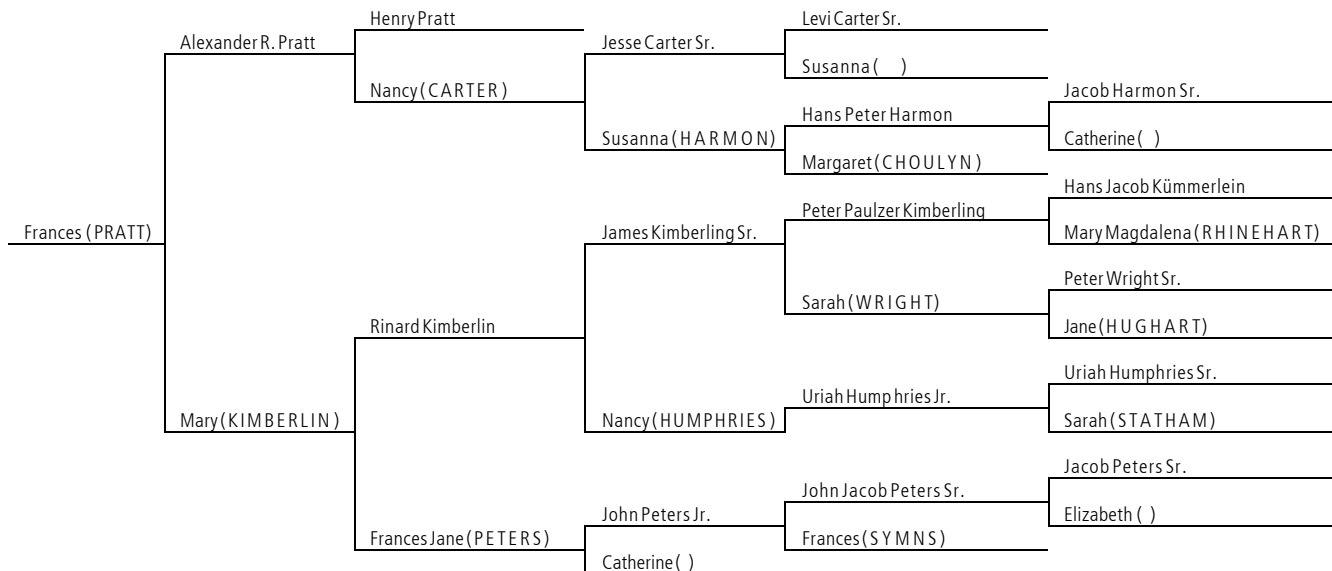 Henry Pratt
Levi Carter Sr.
Alexander R. Pratt
Jesse Carter Sr.
Susanna ( )
Nancy (CARTER)
Jacob Harmon Sr.
Hans Peter Harmon
Susanna (HARMON)
Catherine ( )
Margaret (CHOULYN)
Hans Jacob Kümmerlein
Peter Paulzer Kimberling
Frances (PRATT)
James Kimberling Sr.
Mary Magdalena (RHINEHART)
Peter Wright Sr.
Sarah (WRIGHT)
Rinard Kimberlin
Jane (HUGHART)
Uriah Humphries Sr.
Uriah Humphries Jr.
Mary (KIMBERLIN)
Nancy (HUMPHRIES)
Sarah (STATHAM)
Jacob Peters Sr.
John Jacob Peters Sr.
John Peters Jr.
Elizabeth ( )
Frances Jane (PETERS)
Frances (SYMNS)
Catherine ( )